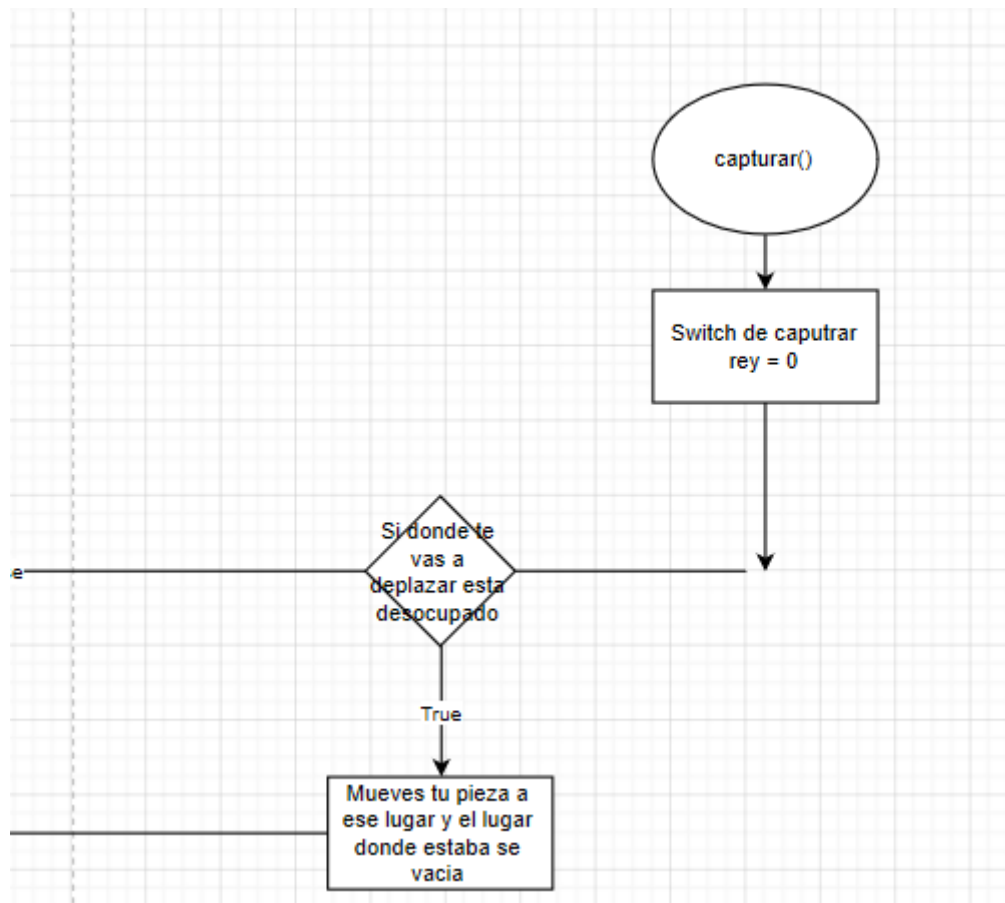 capturar()
Switch de caputrar
rey = 0
Si donde te
vas a
deplazar esta
desocupado
e
True
Mueves tu pieza a
ese lugar y el lugar
donde estaba se
vacia